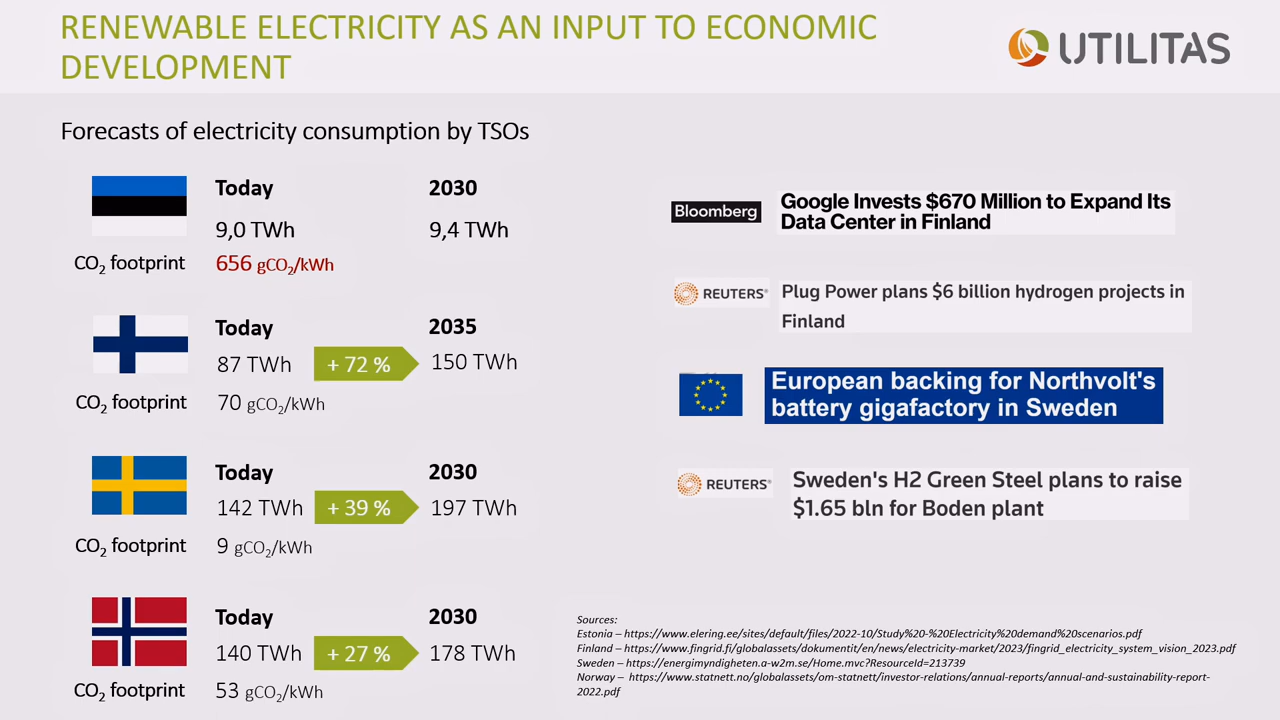 RENEWABLE ELECTRICITY AS AN INPUT TO ECONOMIC
DEVELOPMENT
UTILITAS
Forecasts of electricity consumption by TSOs
Today 2030
9,0 TWh 9,4 TWh
CO₂ footprint 656 gCO₂/kWh
Today 2035
87 TWh + 72 % 150 TWh
CO₂ footprint 70 gCO₂/kWh
Today 2030
142 TWh + 39 % 197 TWh
CO₂ footprint 9 gCO₂/kWh
Today 2030
140 TWh + 27 % 178 TWh
CO₂ footprint 53 gCO₂/kWh
Bloomberg
Google Invests $670 Million to Expand Its
Data Center in Finland
REUTERS®
Plug Power plans $6 billion hydrogen projects in
Finland
European backing for Northvolt's
battery gigafactory in Sweden
REUTERS®
Sweden's H2 Green Steel plans to raise
$1.65 bln for Boden plant
Sources:
Estonia – https://www.elering.ee/sites/default/files/2022-10/Study%20-%20Electricity%20demand%20scenarios.pdf
Finland – https://www.fingrid.fi/globalassets/dokumentit/en/news/electricity-market/2023/fingrid_electricity_system_vision_2023.pdf
Sweden – https://energimyndigheten.a-w2m.se/Home.mvc?ResourceId=213739
Norway – https://www.statnett.no/globalassets/om-statnett/investor-relations/annual-reports/annual-and-sustainability-report-
2022.pdf